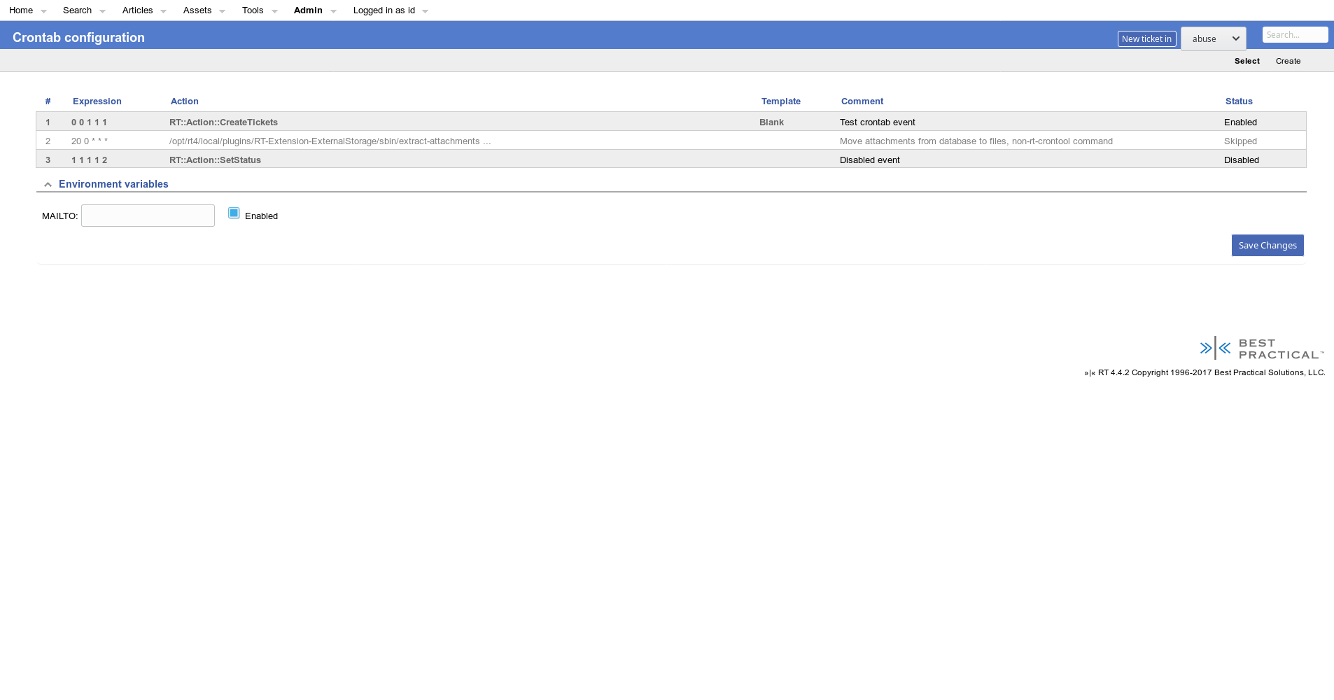 Home Search Articles Assets Tools Admin Logged in as id
Crontab configuration New ticket in abuse Search...
Select Create
# Expression Action Template Comment Status
1 0 0 1 1 1 RT::Action::CreateTickets Blank Test crontab event Enabled
2 20 0 * * * /opt/rt4/local/plugins/RT-Extension-ExternalStorage/sbin/extract-attachments ... Move attachments from database to files, non-rt-crontool command Skipped
3 1 1 1 1 2 RT::Action::SetStatus Disabled event Disabled
Environment variables
MAILTO: Enabled
Save Changes
BEST
PRACTICAL™
»|« RT 4.4.2 Copyright 1996-2017 Best Practical Solutions, LLC.